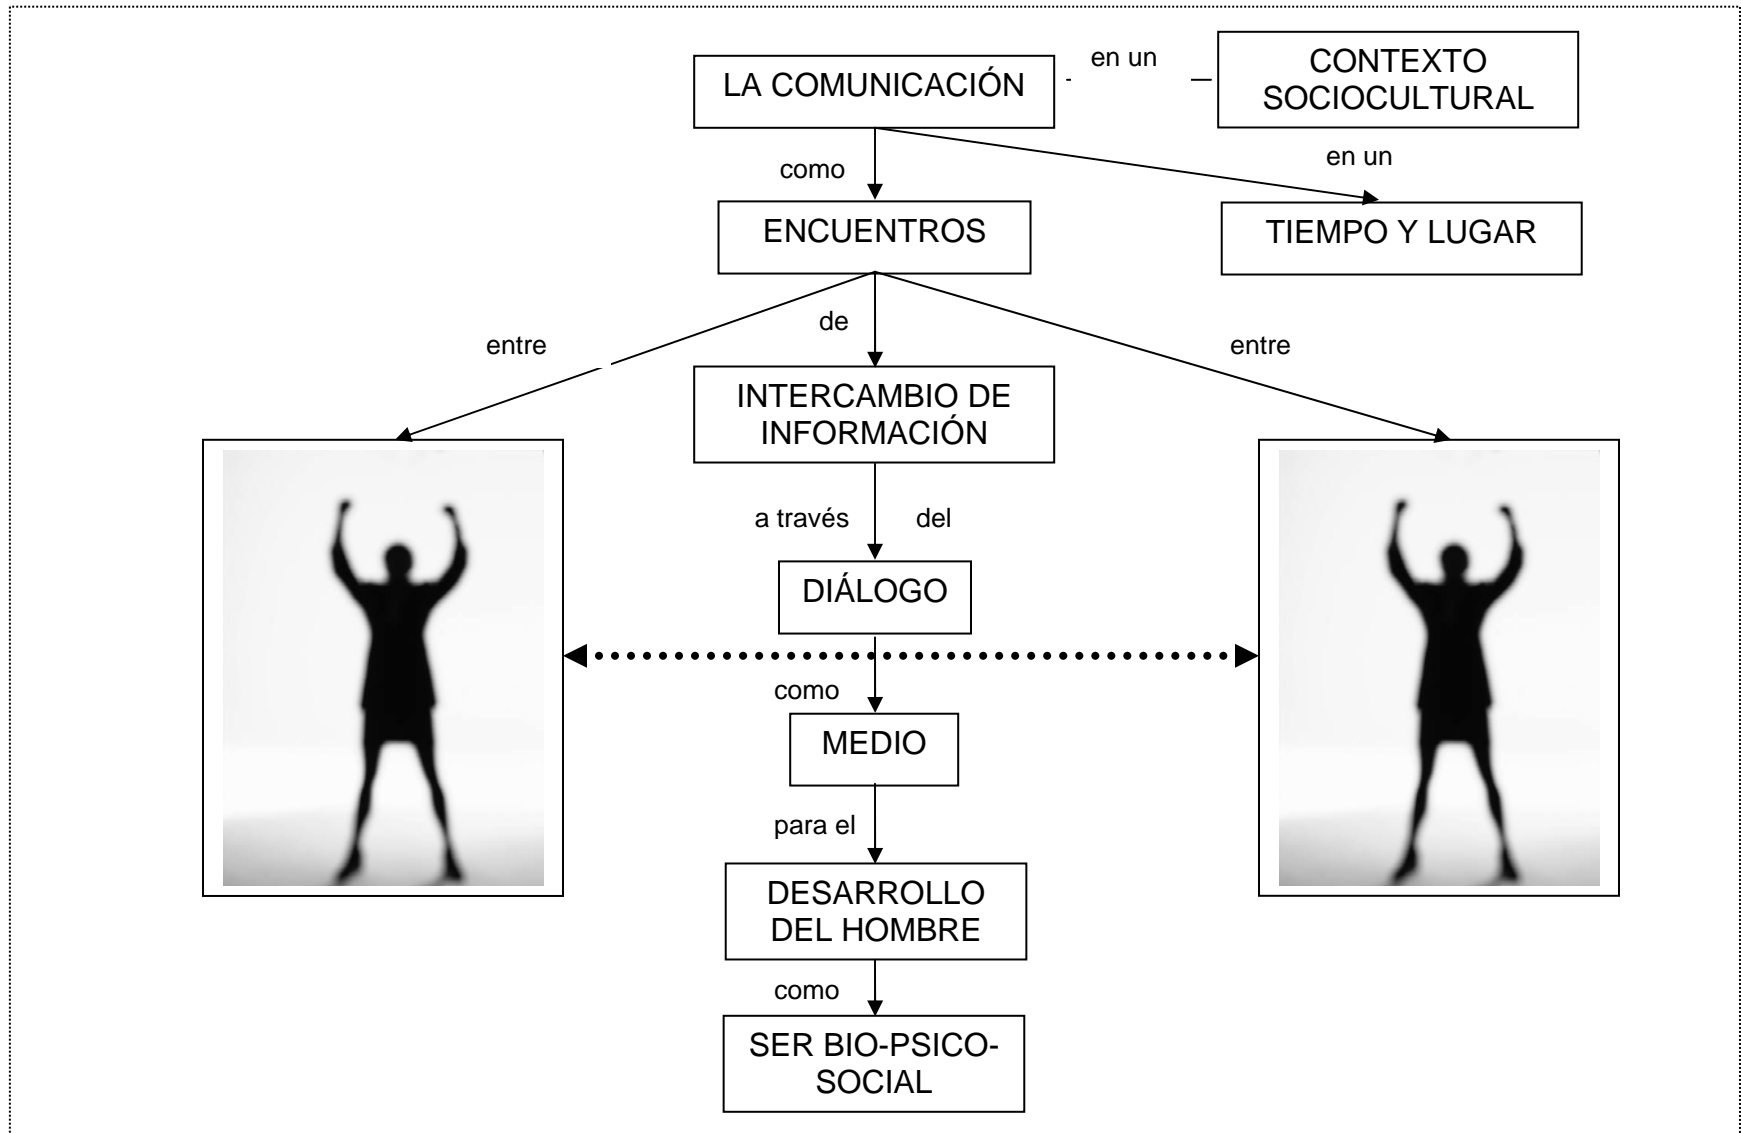 LA COMUNICACIÓN
en un
CONTEXTO
SOCIOCULTURAL
como
en un
ENCUENTROS
TIEMPO Y LUGAR
entre
de
entre
INTERCAMBIO DE
INFORMACIÓN
a través del
DIÁLOGO
como
MEDIO
para el
DESARROLLO
DEL HOMBRE
como
SER BIO-PSICO-
SOCIAL